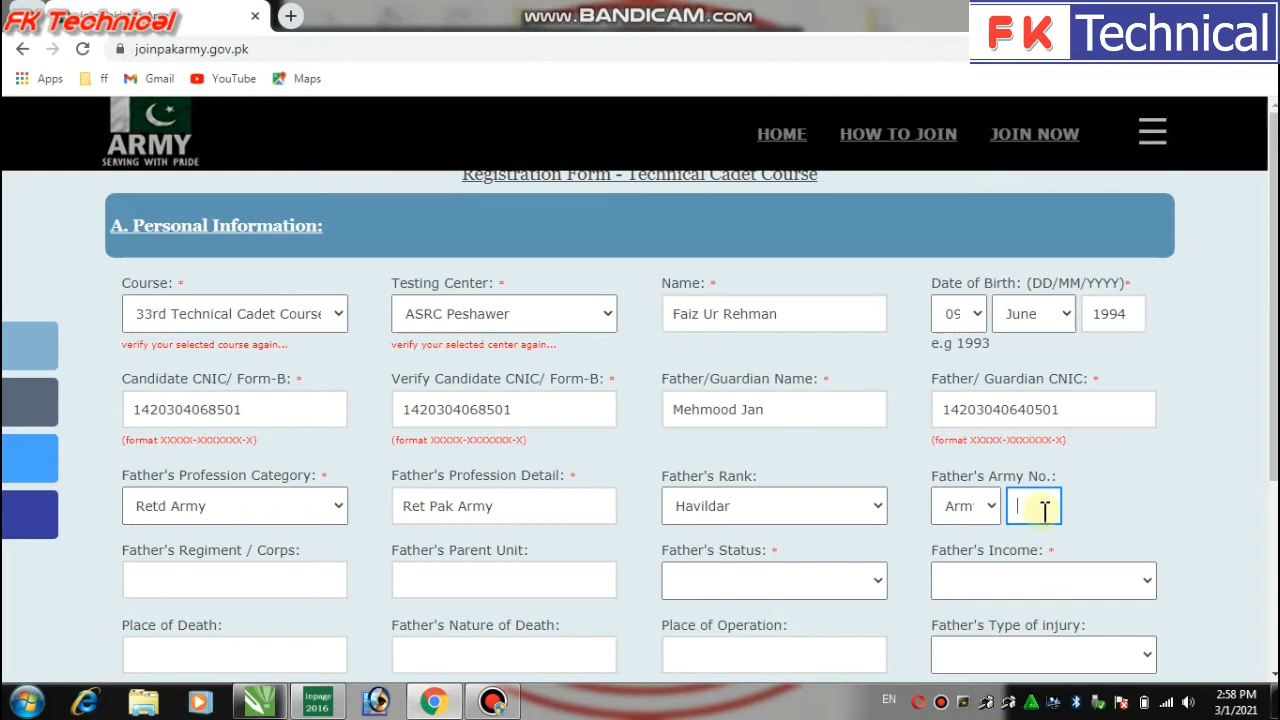 FK Technical
WWW.BANDICAM.COM
FK Technical
joinpakarmy.gov.pk
Apps ff Gmail YouTube Maps
ARMY
SERVING WITH PRIDE
HOME HOW TO JOIN JOIN NOW
Registration Form - Technical Cadet Course
A. Personal Information:
Course: * Testing Center: * Name: * Date of Birth: (DD/MM/YYYY)*
33rd Technical Cadet Course ASRC Peshawer Faiz Ur Rehman 09 June 1994
verify your selected course again... verify your selected center again... e.g 1993
Candidate CNIC/ Form-B: * Verify Candidate CNIC/ Form-B: * Father/Guardian Name: * Father/ Guardian CNIC: *
1420304068501 1420304068501 Mehmood Jan 14203040640501
(format XXXXX-XXXXXXX-X) (format XXXXX-XXXXXXX-X) (format XXXXX-XXXXXXX-X)
Father's Profession Category: * Father's Profession Detail: * Father's Rank: Father's Army No.:
Retd Army Ret Pak Army Havildar Arm
Father's Regiment / Corps: Father's Parent Unit: Father's Status: * Father's Income: *
Place of Death: Father's Nature of Death: Place of Operation: Father's Type of injury:
Inpage 2016
EN
2:58 PM
3/1/2021